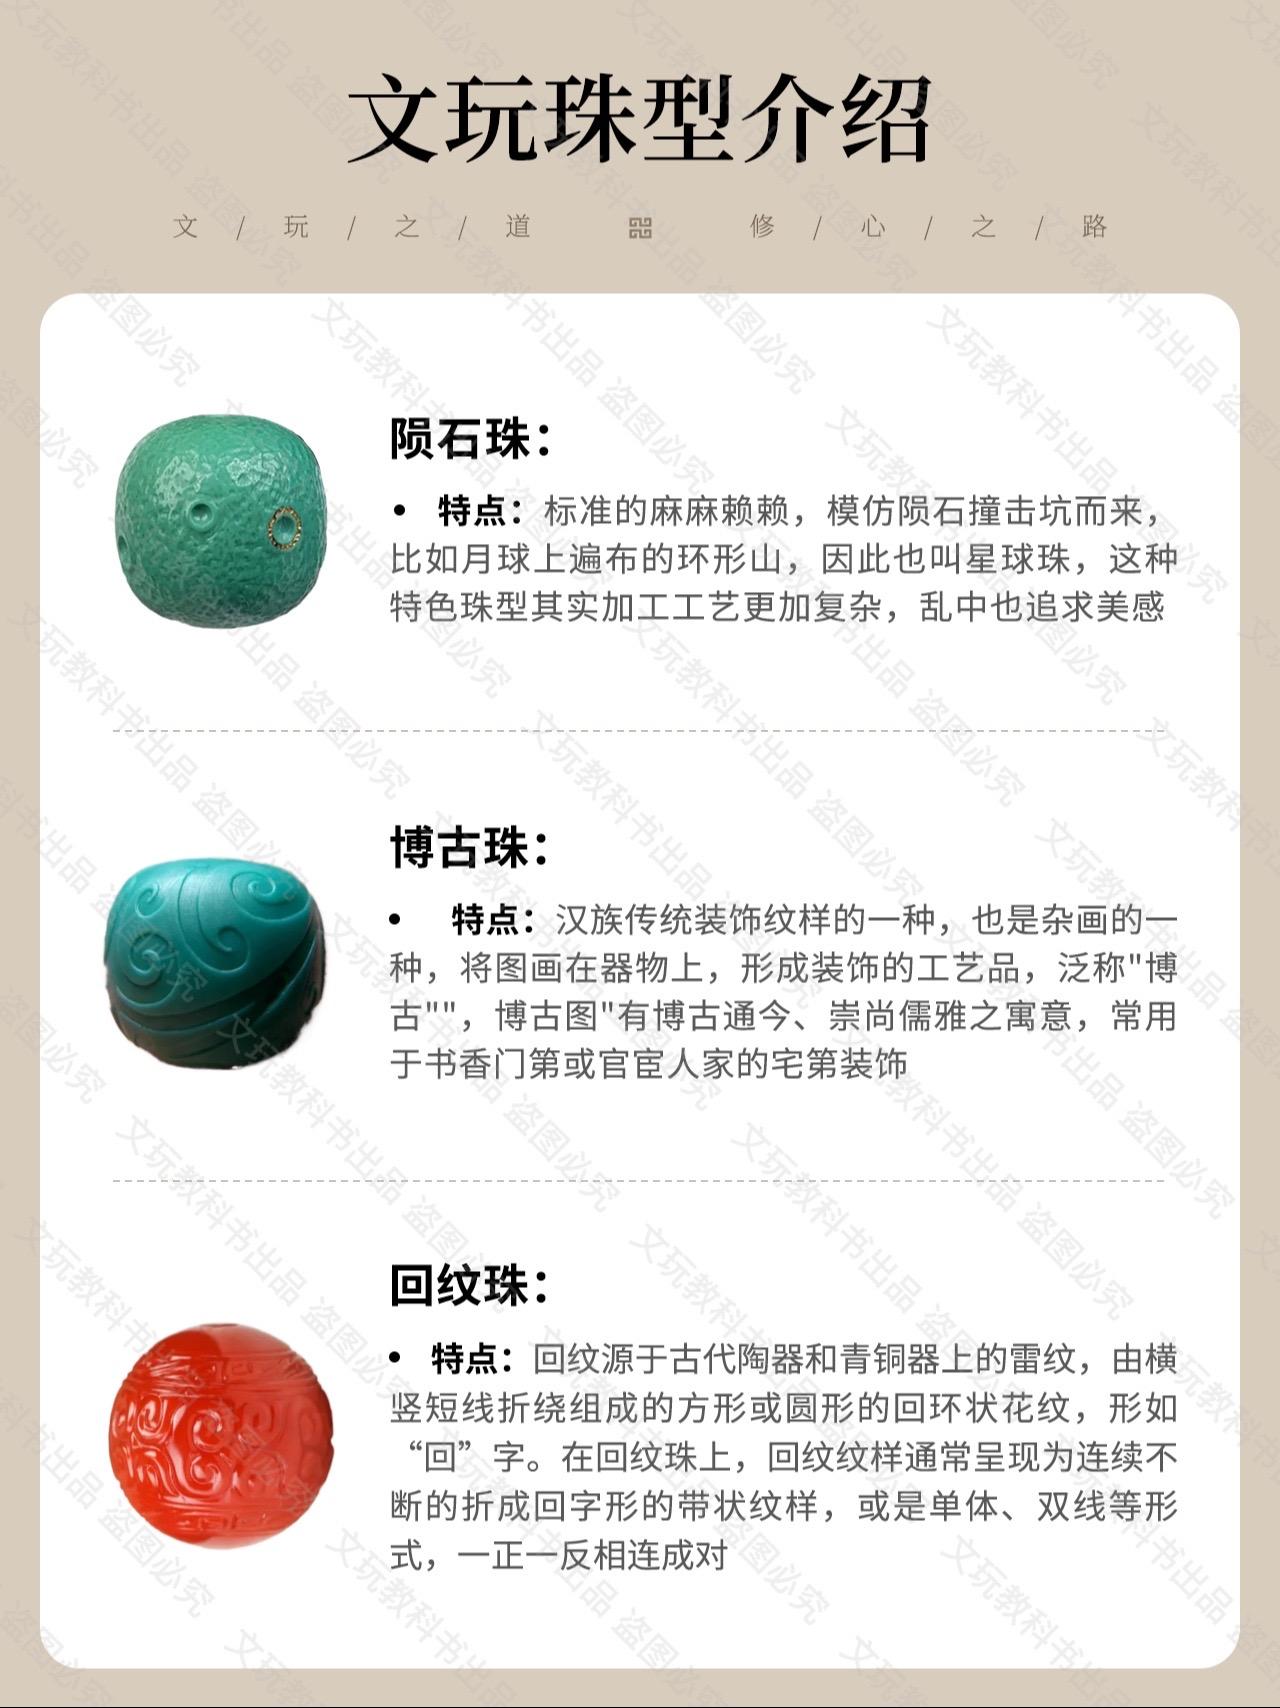 文玩珠型介绍
文 / 玩 / 之 / 道 修 / 心 / 之 / 路
陨石珠：
• 特点：标准的麻麻赖赖，模仿陨石撞击坑而来，
比如月球上遍布的环形山，因此也叫星球珠，这种
特色珠型其实加工工艺更加复杂，乱中也追求美感
博古珠：
• 特点：汉族传统装饰纹样的一种，也是杂画的一
种，将图画在器物上，形成装饰的工艺品，泛称"博
古""，博古图"有博古通今、崇尚儒雅之寓意，常用
于书香门第或官宦人家的宅第装饰
回纹珠：
• 特点：回纹源于古代陶器和青铜器上的雷纹，由横
竖短线折绕组成的方形或圆形的回环状花纹，形如
“回”字。在回纹珠上，回纹纹样通常呈现为连续不
断的折成回字形的带状纹样，或是单体、双线等形
式，一正一反相连成对
文玩教科书出品 盗图必究